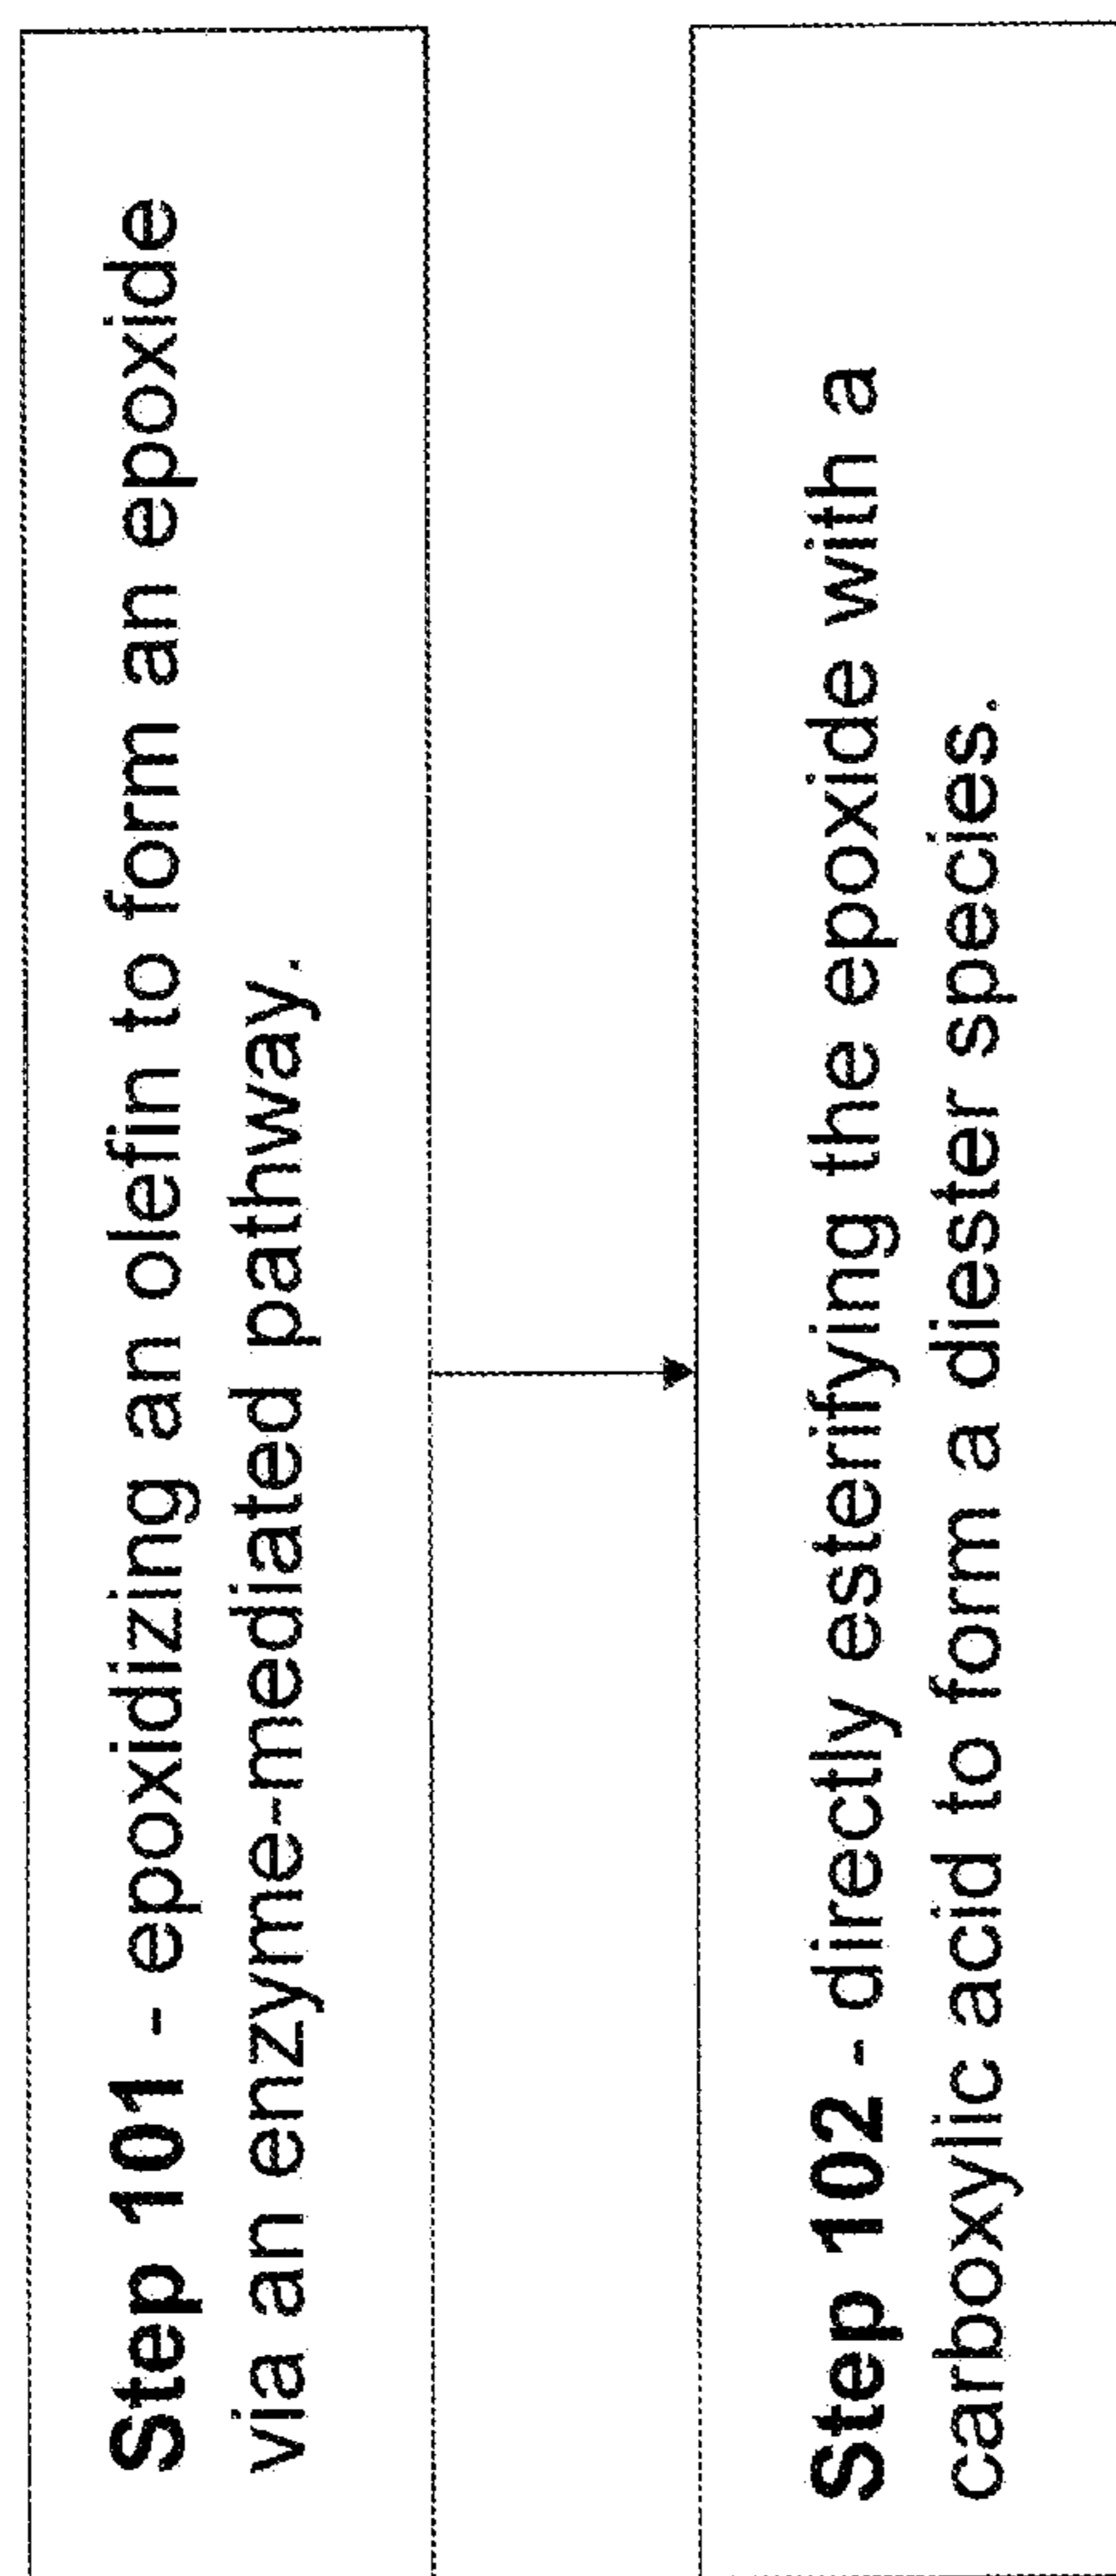 Step 101 - epoxidizing an olefin to form an epoxide
via an enzyme-mediated pathway.
Step 102 - directly esterifying the epoxide with a
carboxylic acid to form a diester species.